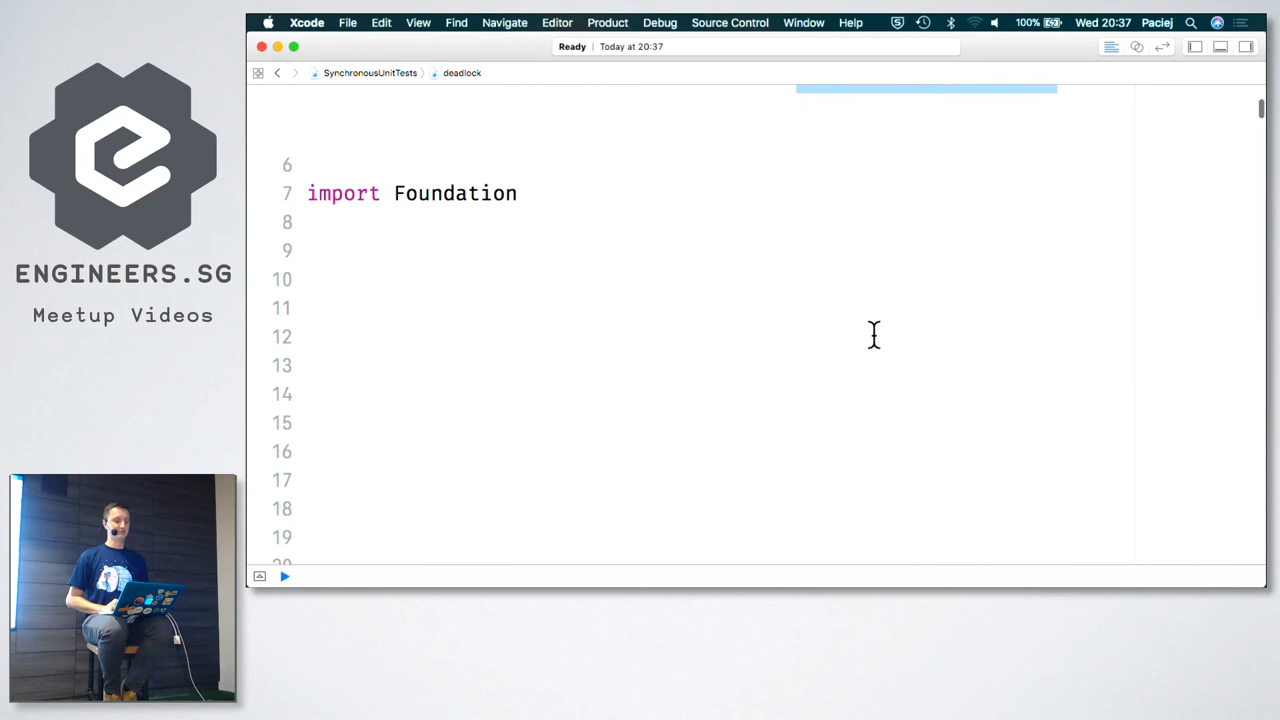 Xcode File Edit View Find Navigate Editor Product Debug Source Control Window Help 100% Wed 20:37 Paciej
Ready | Today at 20:37
SynchronousUnitTests deadlock
6
7 import Foundation
8
9
10
11
12
13
14
15
16
17
18
19
20
ENGINEERS.SG
Meetup Videos